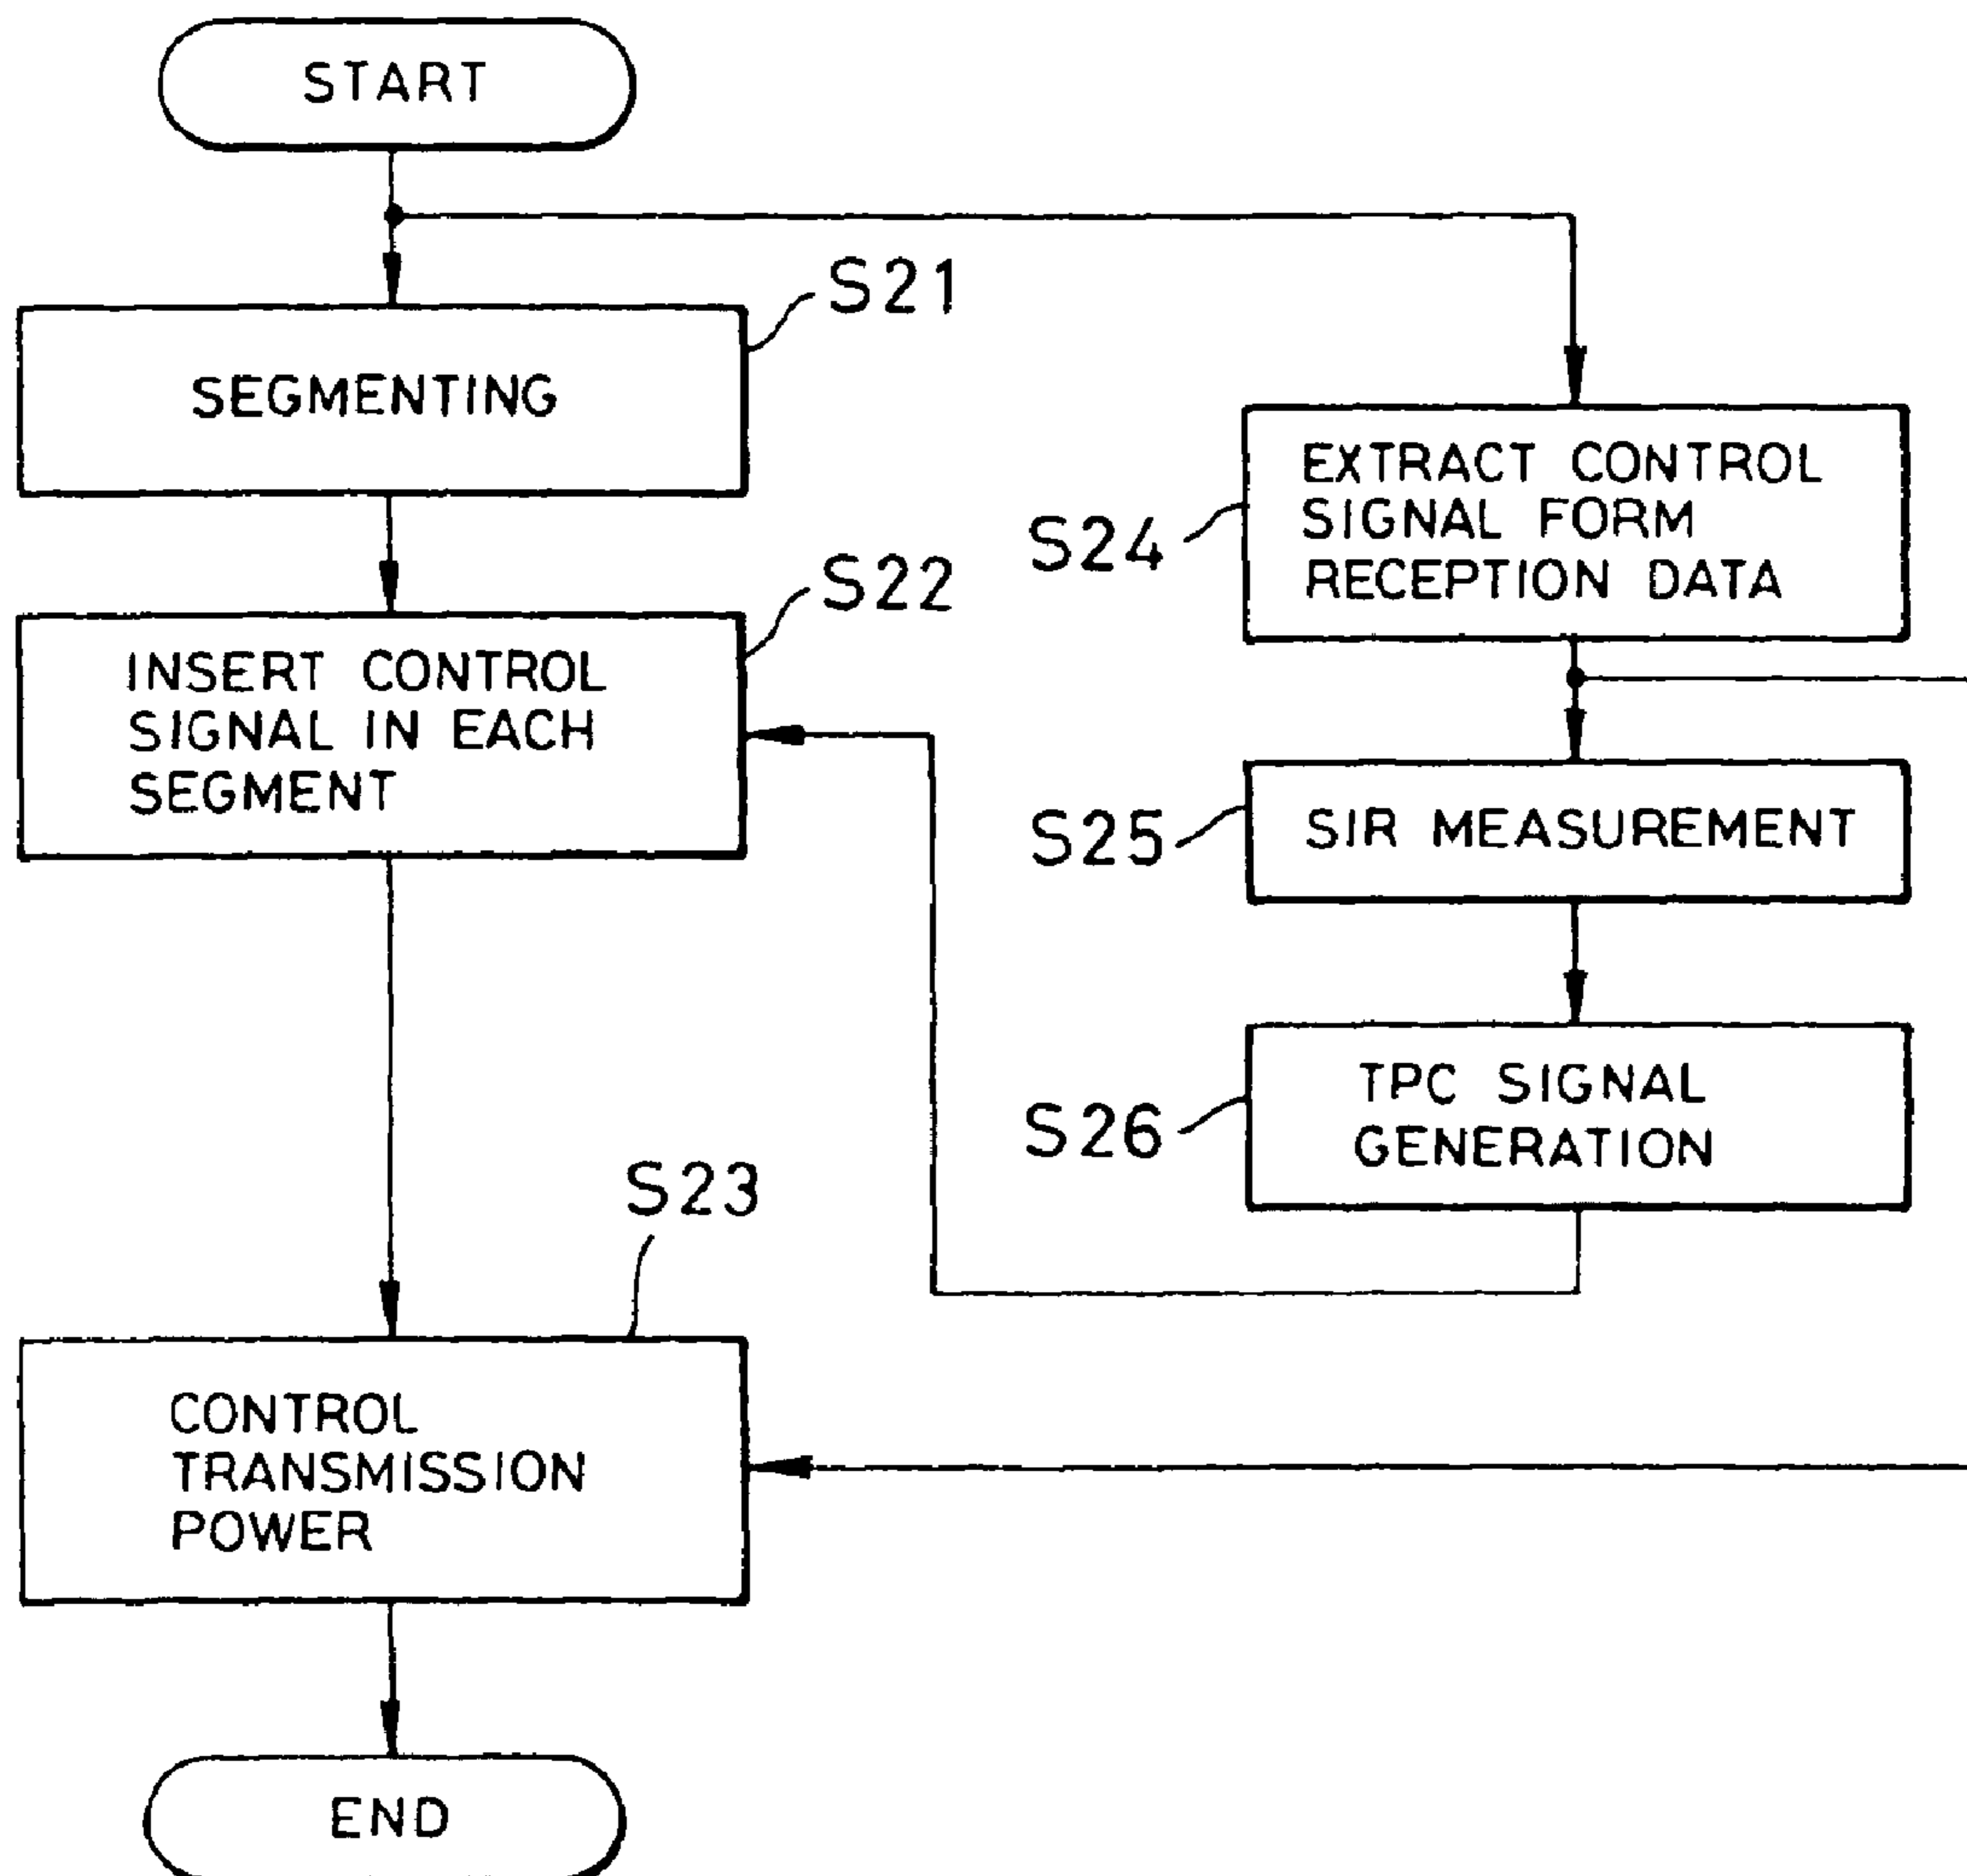 START
S21
SEGMENTING
S22
INSERT CONTROL
SIGNAL IN EACH
SEGMENT
S23
CONTROL
TRANSMISSION
POWER
END
S24
EXTRACT CONTROL
SIGNAL FORM
RECEPTION DATA
S25
SIR MEASUREMENT
S26
TPC SIGNAL
GENERATION